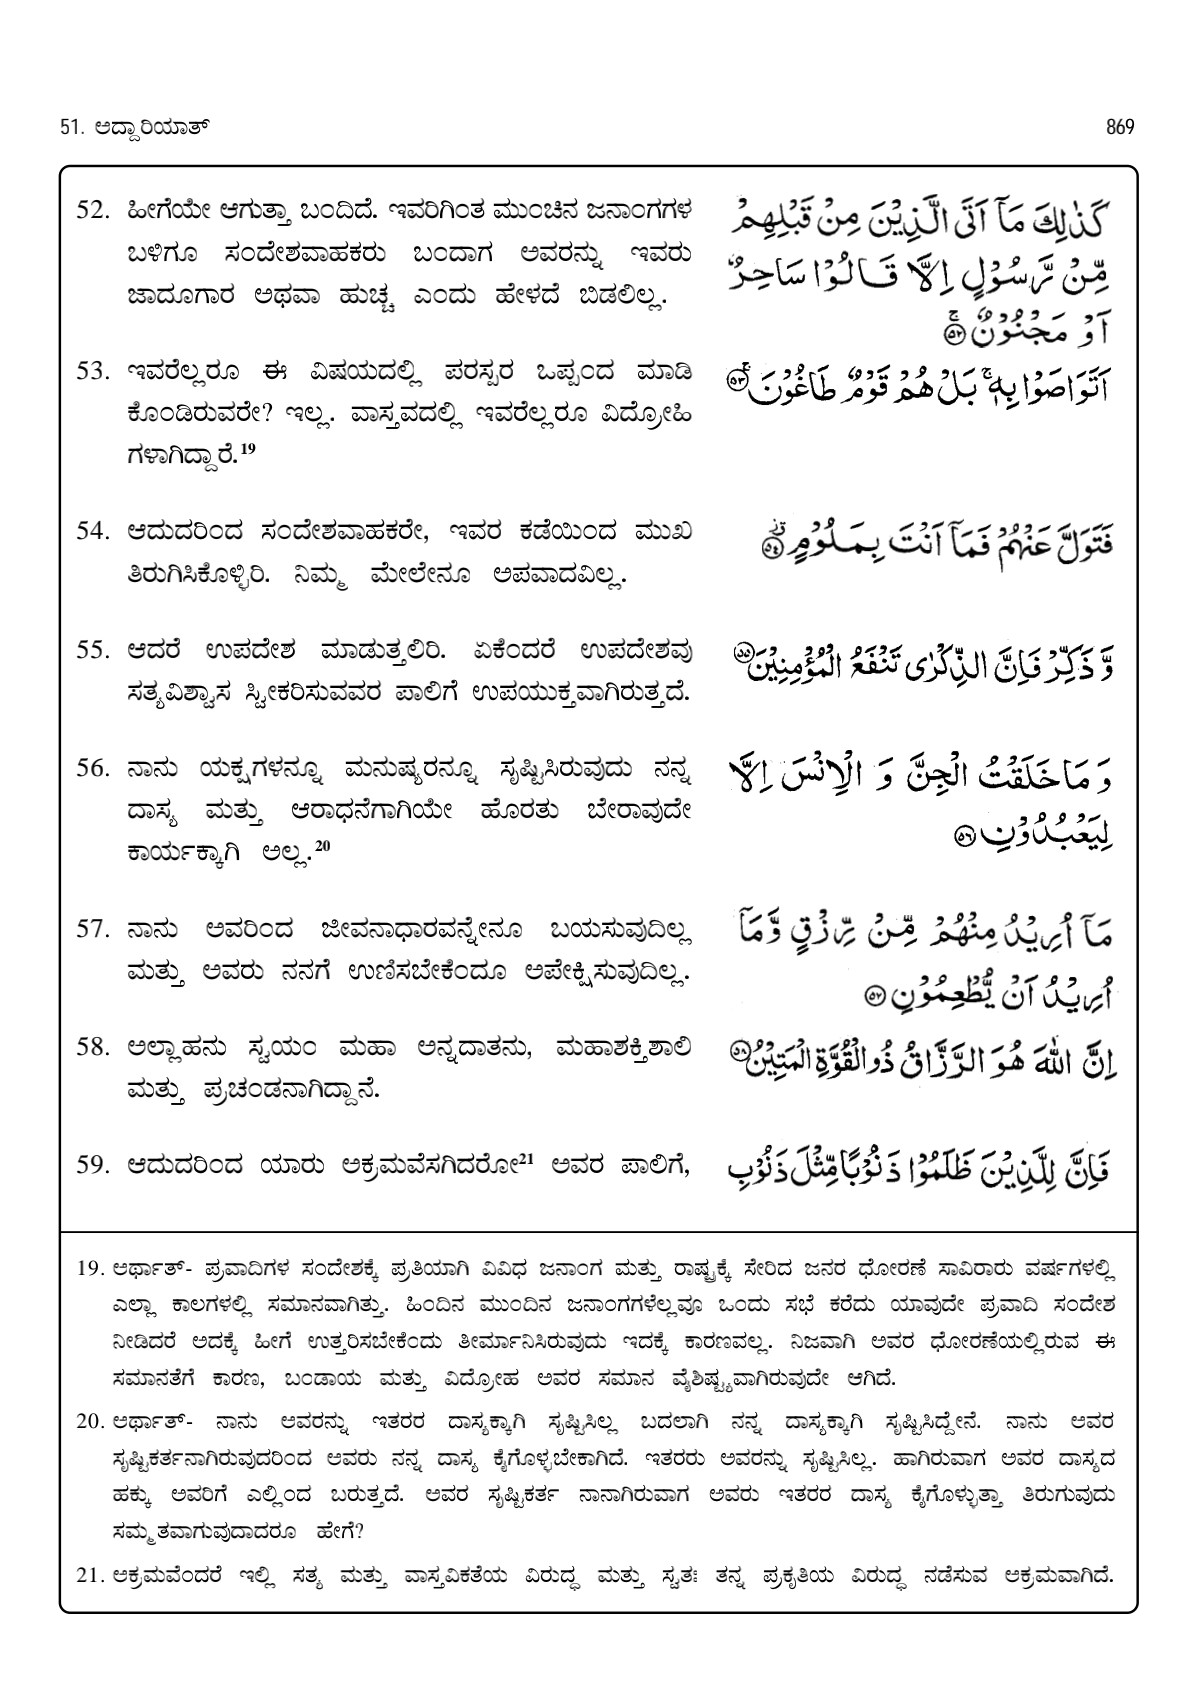 51. ಅದ್ದಾರಿಯಾತ್ 869
52. ಹೀಗೆಯೇ ಆಗುತ್ತಾ ಬಂದಿದೆ. ಇವರಿಗಿಂತ ಮುಂಚಿನ ಜನಾಂಗಗಳ
ಬಳಿಗೂ ಸಂದೇಶವಾಹಕರು ಬಂದಾಗ ಅವರನ್ನು ಇವರು
ಜಾದೂಗಾರ ಅಥವಾ ಹುಚ್ಚ ಎಂದು ಹೇಳದೆ ಬಿಡಲಿಲ್ಲ.
كَذٰلِكَ مَآ اَتَى الَّذِيْنَ مِنْ قَبْلِهِمْ
مِّنْ رَّسُوْلٍ اِلَّا قَالُوْا سَاحِرٌ
اَوْ مَجْنُوْنٌ ۚ۝٥٢
53. ಇವರೆಲ್ಲರೂ ಈ ವಿಷಯದಲ್ಲಿ ಪರಸ್ಪರ ಒಪ್ಪಂದ ಮಾಡಿ
ಕೊಂಡಿರುವರೇ? ಇಲ್ಲ. ವಾಸ್ತವದಲ್ಲಿ ಇವರೆಲ್ಲರೂ ವಿದ್ರೋಹಿ
ಗಳಾಗಿದ್ದಾರೆ.19
اَتَوَاصَوْا بِهٖ ۚ بَلْ هُمْ قَوْمٌ طَاغُوْنَ ۚ۝٥٣
54. ಆದುದರಿಂದ ಸಂದೇಶವಾಹಕರೇ, ಇವರ ಕಡೆಯಿಂದ ಮುಖ
ತಿರುಗಿಸಿಕೊಳ್ಳಿರಿ. ನಿಮ್ಮ ಮೇಲೇನೂ ಅಪವಾದವಿಲ್ಲ.
فَتَوَلَّ عَنْهُمْ فَمَآ اَنْتَ بِمَلُوْمٍ ۝٥٤
55. ಆದರೆ ಉಪದೇಶ ಮಾಡುತ್ತಲಿರಿ. ಏಕೆಂದರೆ ಉಪದೇಶವು
ಸತ್ಯವಿಶ್ವಾಸ ಸ್ವೀಕರಿಸುವವರ ಪಾಲಿಗೆ ಉಪಯುಕ್ತವಾಗಿರುತ್ತದೆ.
وَّ ذَكِّرْ فَاِنَّ الذِّكْرٰى تَنْفَعُ الْمُؤْمِنِيْنَ ۝٥٥
56. ನಾನು ಯಕ್ಷಗಳನ್ನೂ ಮನುಷ್ಯರನ್ನೂ ಸೃಷ್ಟಿಸಿರುವುದು ನನ್ನ
ದಾಸ್ಯ ಮತ್ತು ಆರಾಧನೆಗಾಗಿಯೇ ಹೊರತು ಬೇರಾವುದೇ
ಕಾರ್ಯಕ್ಕಾಗಿ ಅಲ್ಲ.20
وَ مَا خَلَقْتُ الْجِنَّ وَ الْاِنْسَ اِلَّا
لِيَعْبُدُوْنِ ۝٥٦
57. ನಾನು ಅವರಿಂದ ಜೀವನಾಧಾರವನ್ನೇನೂ ಬಯಸುವುದಿಲ್ಲ
ಮತ್ತು ಅವರು ನನಗೆ ಉಣಿಸಬೇಕೆಂದೂ ಅಪೇಕ್ಷಿಸುವುದಿಲ್ಲ.
مَآ اُرِيْدُ مِنْهُمْ مِّنْ رِّزْقٍ وَّمَآ
اُرِيْدُ اَنْ يُّطْعِمُوْنِ ۝٥٧
58. ಅಲ್ಲಾಹನು ಸ್ವಯಂ ಮಹಾ ಅನ್ನದಾತನು, ಮಹಾಶಕ್ತಿಶಾಲಿ
ಮತ್ತು ಪ್ರಚಂಡನಾಗಿದ್ದಾನೆ.
اِنَّ اللّٰهَ هُوَ الرَّزَّاقُ ذُو الْقُوَّةِ الْمَتِيْنُ ۝٥٨
59. ಆದುದರಿಂದ ಯಾರು ಅಕ್ರಮವೆಸಗಿದರೋ21 ಅವರ ಪಾಲಿಗೆ,
فَاِنَّ لِلَّذِيْنَ ظَلَمُوْا ذَنُوْبًا مِّثْلَ ذَنُوْبِ
19. ಅರ್ಥಾತ್- ಪ್ರವಾದಿಗಳ ಸಂದೇಶಕ್ಕೆ ಪ್ರತಿಯಾಗಿ ವಿವಿಧ ಜನಾಂಗ ಮತ್ತು ರಾಷ್ಟ್ರಕ್ಕೆ ಸೇರಿದ ಜನರ ಧೋರಣೆ ಸಾವಿರಾರು ವರ್ಷಗಳಲ್ಲಿ
ಎಲ್ಲಾ ಕಾಲಗಳಲ್ಲಿ ಸಮಾನವಾಗಿತ್ತು. ಹಿಂದಿನ ಮುಂದಿನ ಜನಾಂಗಗಳೆಲ್ಲವೂ ಒಂದು ಸಭೆ ಕರೆದು ಯಾವುದೇ ಪ್ರವಾದಿ ಸಂದೇಶ
ನೀಡಿದರೆ ಅದಕ್ಕೆ ಹೀಗೆ ಉತ್ತರಿಸಬೇಕೆಂದು ತೀರ್ಮಾನಿಸಿರುವುದು ಇದಕ್ಕೆ ಕಾರಣವಲ್ಲ. ನಿಜವಾಗಿ ಅವರ ಧೋರಣೆಯಲ್ಲಿರುವ ಈ
ಸಮಾನತೆಗೆ ಕಾರಣ, ಬಂಡಾಯ ಮತ್ತು ವಿದ್ರೋಹ ಅವರ ಸಮಾನ ವೈಶಿಷ್ಟ್ಯವಾಗಿರುವುದೇ ಆಗಿದೆ.
20. ಅರ್ಥಾತ್- ನಾನು ಅವರನ್ನು ಇತರರ ದಾಸ್ಯಕ್ಕಾಗಿ ಸೃಷ್ಟಿಸಿಲ್ಲ ಬದಲಾಗಿ ನನ್ನ ದಾಸ್ಯಕ್ಕಾಗಿ ಸೃಷ್ಟಿಸಿದ್ದೇನೆ. ನಾನು ಅವರ
ಸೃಷ್ಟಿಕರ್ತನಾಗಿರುವುದರಿಂದ ಅವರು ನನ್ನ ದಾಸ್ಯ ಕೈಗೊಳ್ಳಬೇಕಾಗಿದೆ. ಇತರರು ಅವರನ್ನು ಸೃಷ್ಟಿಸಿಲ್ಲ. ಹಾಗಿರುವಾಗ ಅವರ ದಾಸ್ಯದ
ಹಕ್ಕು ಅವರಿಗೆ ಎಲ್ಲಿಂದ ಬರುತ್ತದೆ. ಅವರ ಸೃಷ್ಟಿಕರ್ತ ನಾನಾಗಿರುವಾಗ ಅವರು ಇತರರ ದಾಸ್ಯ ಕೈಗೊಳ್ಳುತ್ತಾ ತಿರುಗುವುದು
ಸಮ್ಮತವಾಗುವುದಾದರೂ ಹೇಗೆ?
21. ಅಕ್ರಮವೆಂದರೆ ಇಲ್ಲಿ ಸತ್ಯ ಮತ್ತು ವಾಸ್ತವಿಕತೆಯ ವಿರುದ್ಧ ಮತ್ತು ಸ್ವತಃ ತನ್ನ ಪ್ರಕೃತಿಯ ವಿರುದ್ಧ ನಡೆಸುವ ಅಕ್ರಮವಾಗಿದೆ.